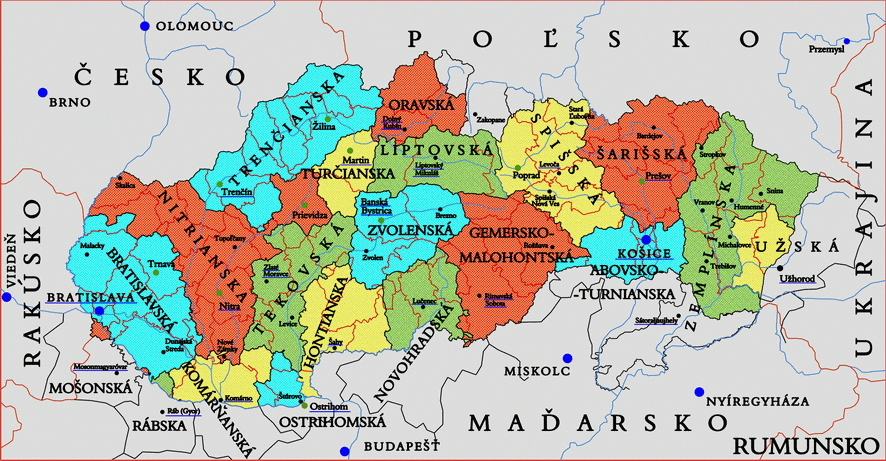 OLOMOUC
POĽSKO
Przemysl
ČESKO
BRNO
ORAVSKÁ
Dolný
Kubín
Zakopane
Stará
Ľubovňa
TRENČIANSKA
Žilina
Trenčín
Martin
TURČIANSKA
LIPTOVSKÁ
Liptovský
Mikuláš
SPIŠSKÁ
Poprad
Levoča
Spišská
Nová Ves
Bardejov
ŠARIŠSKÁ
Prešov
Stropkov
Snina
Humenné
Vranov
Michalovce
Trebišov
ZEMPLÍNSKA
UŽSKÁ
Užhorod
UKRAJINA
Skalica
NITRIANSKA
Prievidza
Topoľčany
Nitra
Nové
Zámky
Banská
Bystrica
Brezno
ZVOLENSKÁ
Zvolen
GEMERSKO-
MALOHONTSKÁ
Rožňava
Rimavská
Sobota
KOŠICE
ABOVSKO
-TURNIANSKA
Sátoraljaújhely
RAKÚSKO
VIEDEŇ
Malacky
BRATISLAVSKÁ
Trnava
BRATISLAVA
Dunajská
Streda
Zlaté
Moravce
TEKOVSKÁ
Levice
HONTIANSKA
Šahy
Lučenec
NOVOHRADSKÁ
Mosonmagyaróvár
MOŠONSKÁ
Ráb (Gyor)
RÁBSKA
KOMÁRŇANSKÁ
Komárno
Štúrovo
Ostrihom
OSTRIHOMSKÁ
BUDAPEŠŤ
MISKOLC
NYÍREGYHÁZA
MAĎARSKO
RUMUNSKO